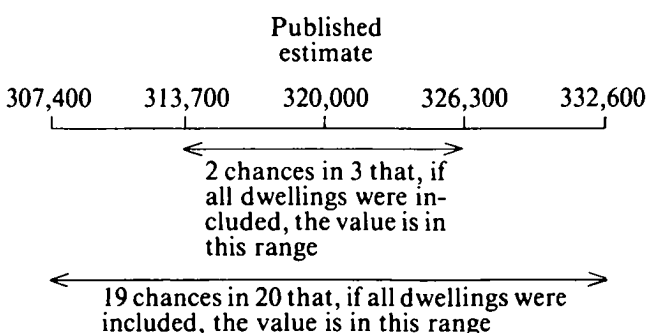 Published
estimate
307,400 313,700 320,000 326,300 332,600
2 chances in 3 that, if
all dwellings were in-
cluded, the value is in
this range
19 chances in 20 that, if all dwellings were
included, the value is in this range